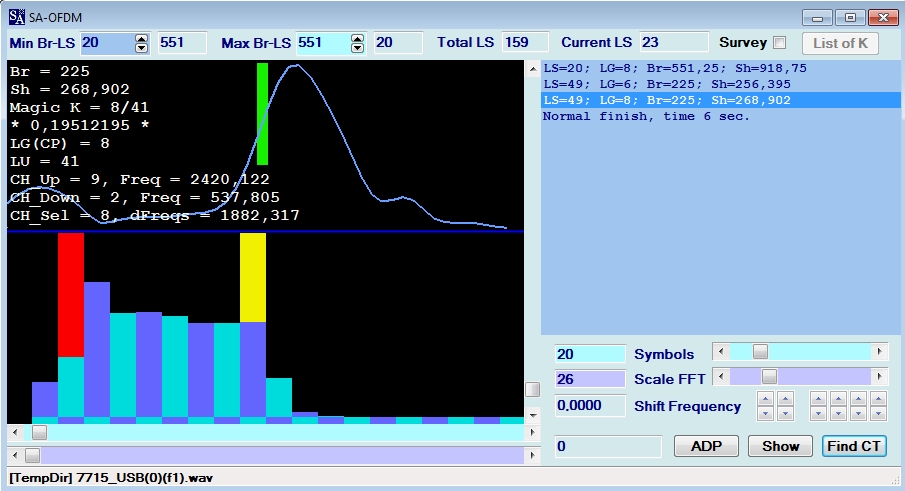 SA-OFDM
Min Br-LS 20 551 Max Br-LS 551 20 Total LS 159 Current LS 23 Survey List of K
Br = 225
Sh = 268,902
Magic K = 8/41
* 0,19512195 *
LG(CP) = 8
LU = 41
CH_Up = 9, Freq = 2420,122
CH_Down = 2, Freq = 537,805
CH_Sel = 8, dFreqs = 1882,317
LS=20; LG=8; Br=551,25; Sh=918,75
LS=49; LG=6; Br=225; Sh=256,395
LS=49; LG=8; Br=225; Sh=268,902
Normal finish, time 6 sec.
20 Symbols
26 Scale FFT
0.0000 Shift Frequency
0 ADP Show Find CT
[TempDir] 7715_USB(0)(f1).wav